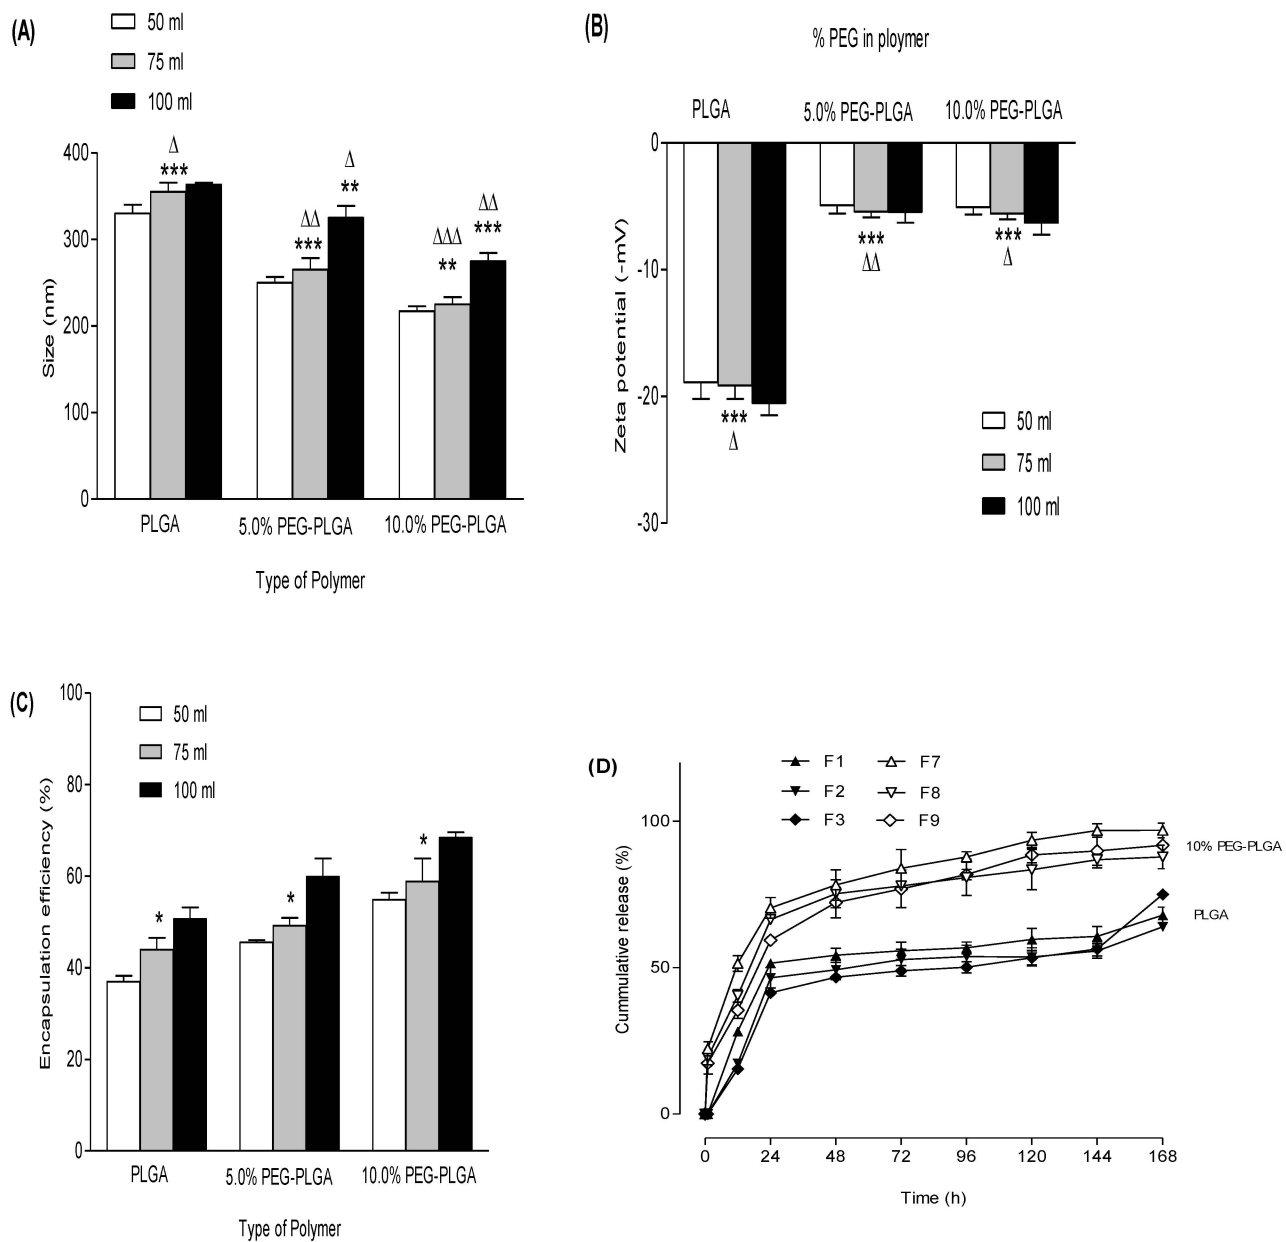 (A)
50 ml
75 ml
100 ml
Size (nm)
400
300
200
100
0
Δ
***
ΔΔ
***
Δ
**
ΔΔΔ
**
ΔΔ
***
PLGA
5.0% PEG-PLGA
10.0% PEG-PLGA
Type of Polymer
(B)
% PEG in ploymer
PLGA
5.0% PEG-PLGA
10.0% PEG-PLGA
Zeta potential (-mV)
0
-10
-20
-30
***
Δ
***
ΔΔ
***
Δ
50 ml
75 ml
100 ml
(C)
50 ml
75 ml
100 ml
Encapsulation efficiency (%)
100
80
60
40
20
0
*
*
*
PLGA
5.0% PEG-PLGA
10.0% PEG-PLGA
Type of Polymer
(D)
F1
F2
F3
F7
F8
F9
Cummulative release (%)
100
50
0
10% PEG-PLGA
PLGA
0 24 48 72 96 120 144 168
Time (h)